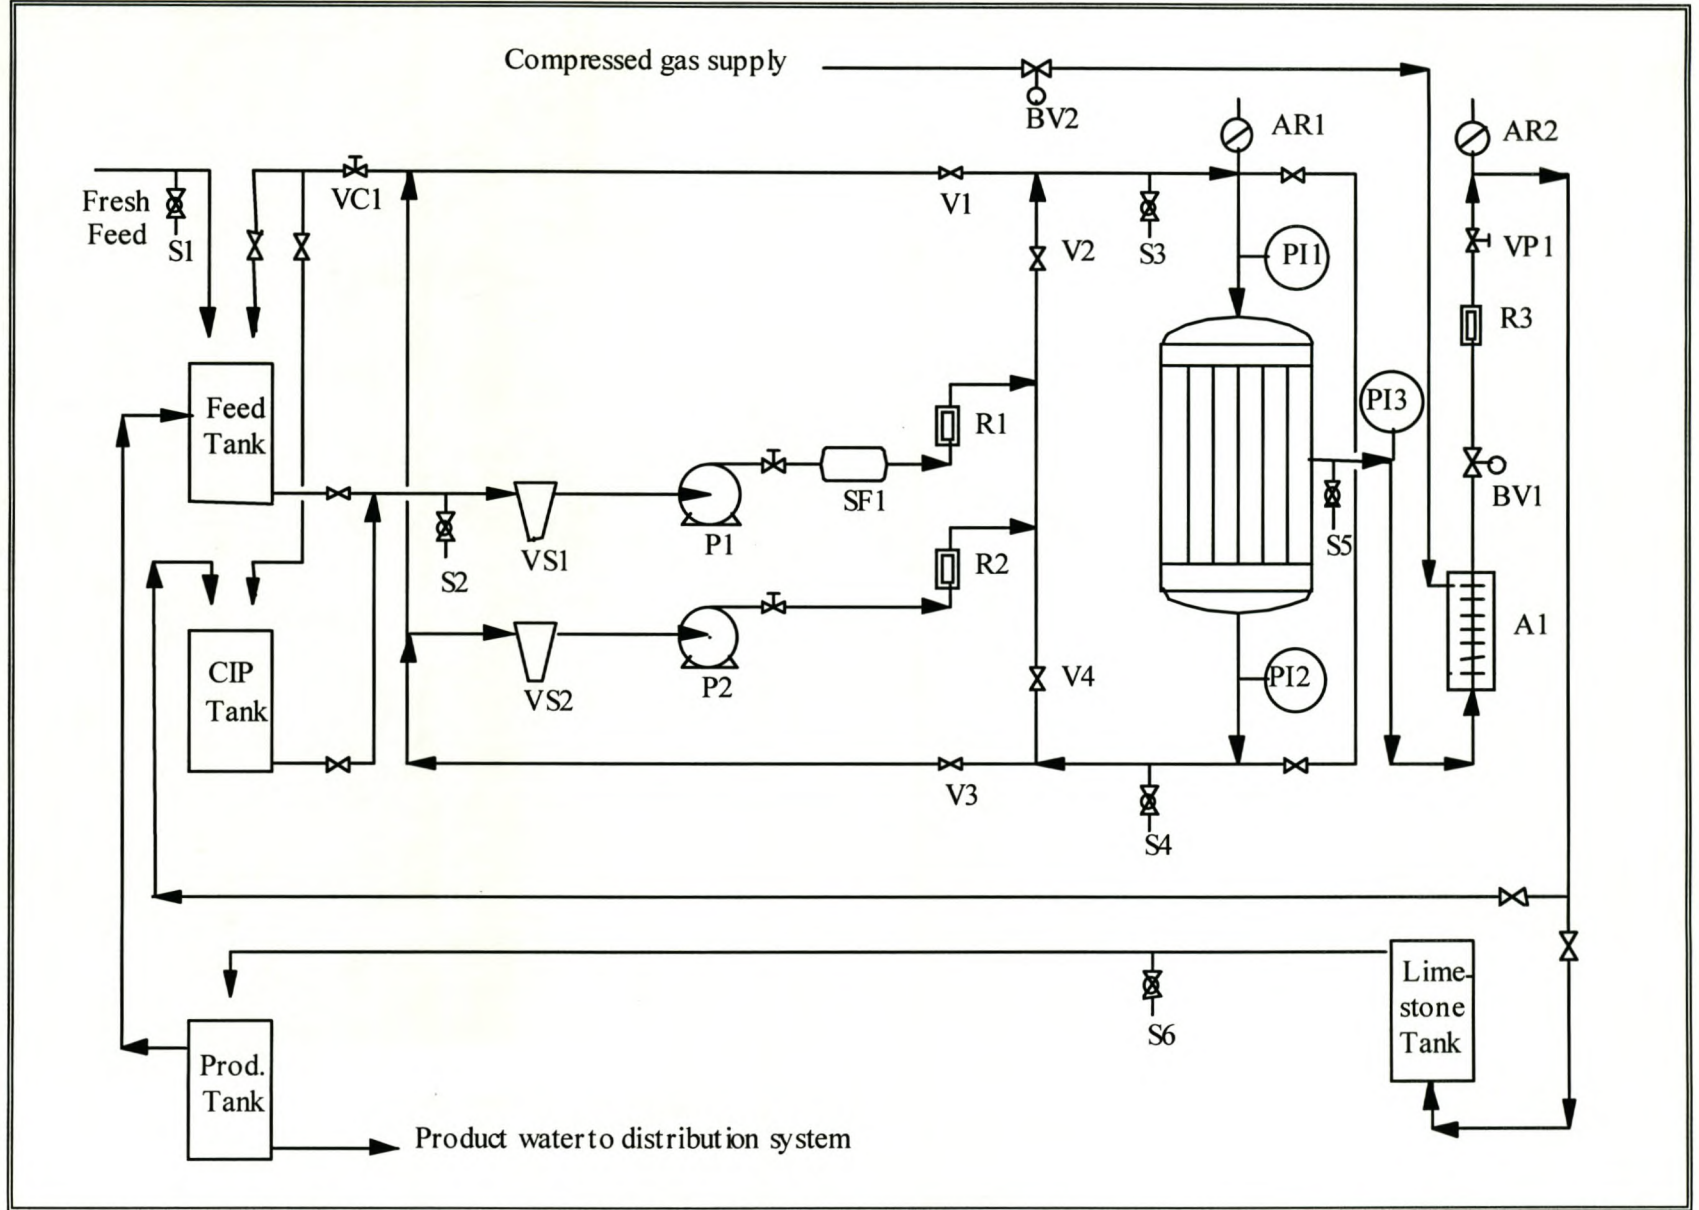 Compressed gas supply
BV2
AR1
AR2
Fresh
Feed
S1
VC1
V1
V2
S3
PI1
VP1
R3
Feed
Tank
PI3
R1
SF1
BV1
S5
VS1
P1
S2
R2
A1
CIP
Tank
VS2
P2
V4
PI2
V3
S4
Lime-
stone
Tank
S6
Prod.
Tank
Product water to distribution system